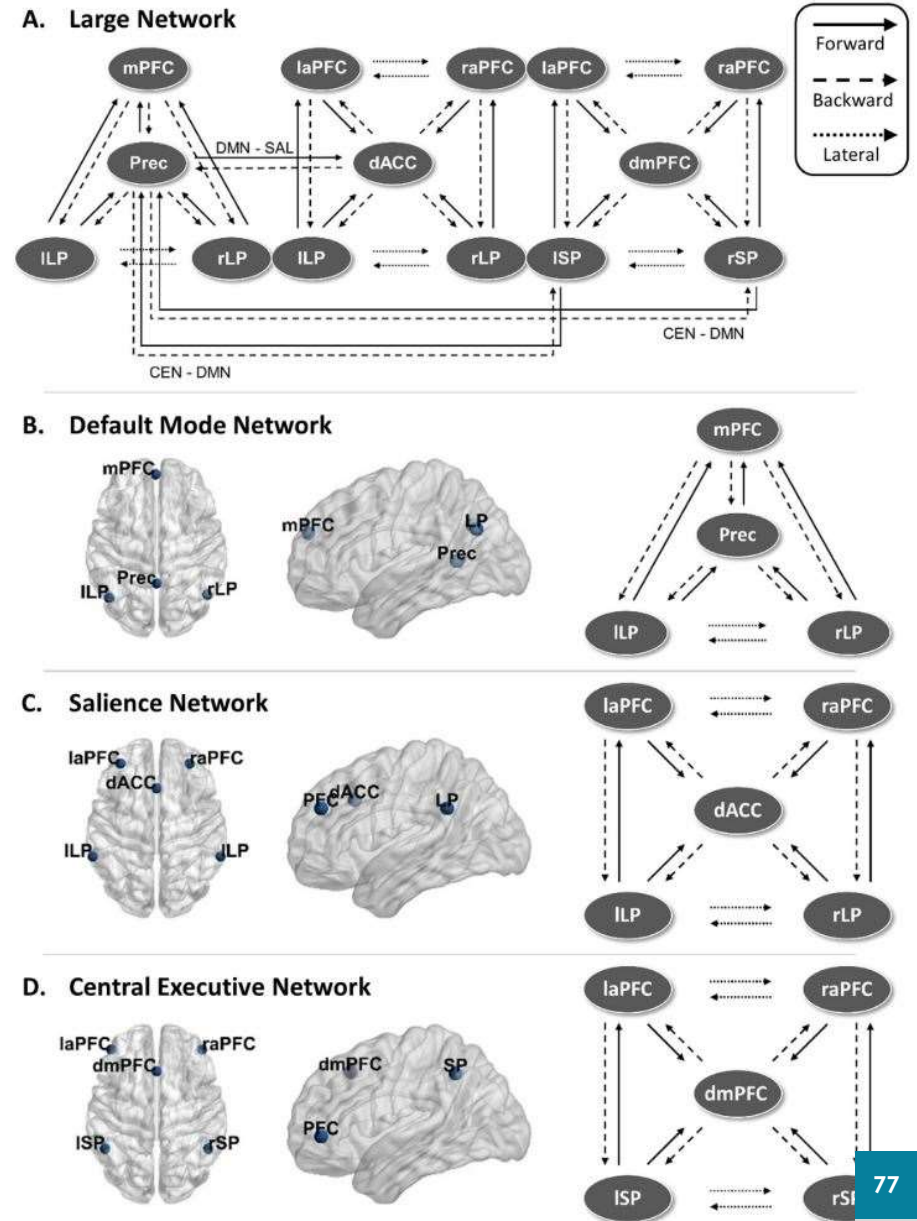 A. Large Network
mPFC laPFC raPFC laPFC raPFC
Forward
Backward
Lateral
DMN - SAL
Prec dACC dmPFC
lLP rLP lLP rLP lSP rSP
CEN - DMN
CEN - DMN
B. Default Mode Network
mPFC
mPFC
mPFC LP
Prec
Prec
Prec
lLP rLP
lLP rLP
C. Salience Network
laPFC raPFC
laPFC raPFC
dACC
PFC dACC LP
dACC
lLP lLP
lLP rLP
D. Central Executive Network
laPFC raPFC
laPFC raPFC
dmPFC
dmPFC SP
dmPFC
PFC
lSP rSP
lSP
77